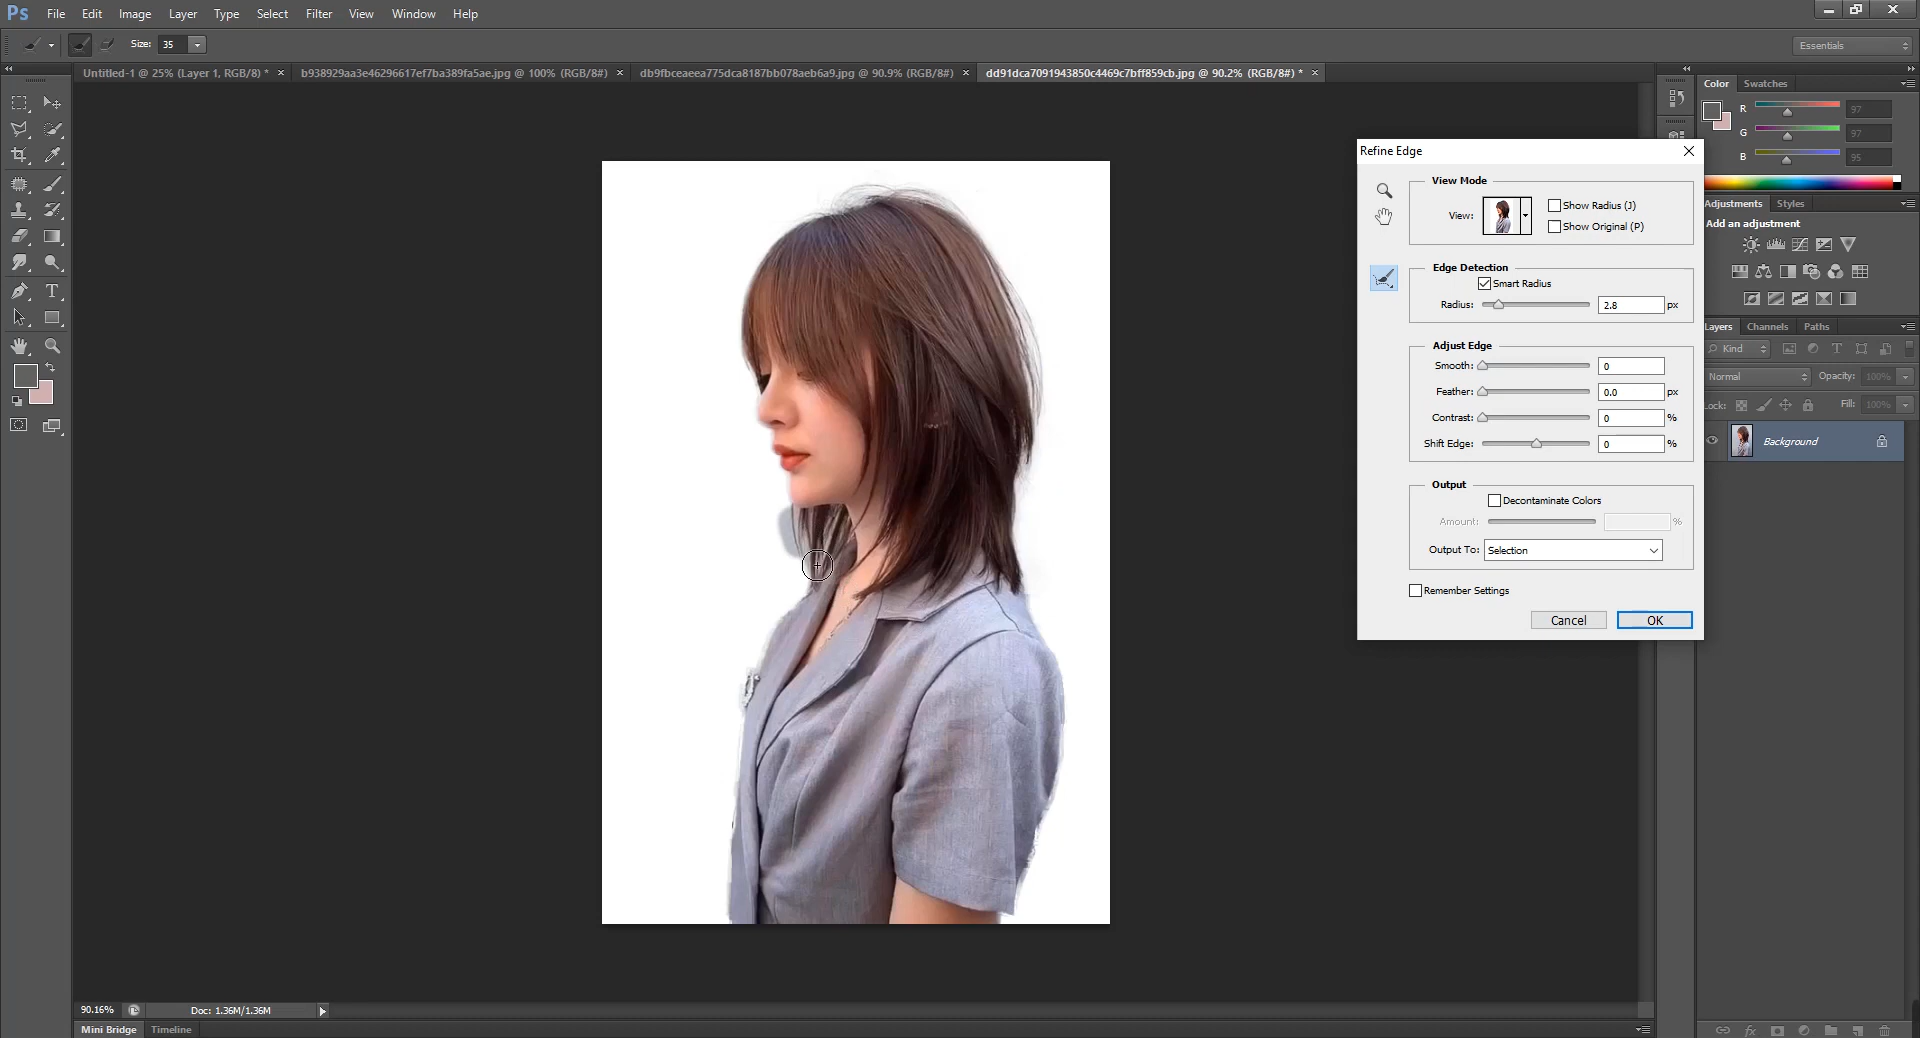 Ps File Edit Image Layer Type Select Filter View Window Help
Size: 35 Essentials
Untitled-1 @ 25% (Layer 1, RGB/8) * × b938929aa3e46296617ef7ba389fa5ae.jpg @ 100% (RGB/8#) × db9fbceaeea775dca8187bb078aeb6a9.jpg @ 90.9% (RGB/8#) × dd91dca7091943850c4469c7bff859cb.jpg @ 90.2% (RGB/8#) * ×
Color Swatches
R 97
G 97
B 95
Refine Edge
View Mode
View:
Show Radius (J)
Show Original (P)
Edge Detection
Smart Radius
Radius: 2.8 px
Adjust Edge
Smooth: 0
Feather: 0.0 px
Contrast: 0 %
Shift Edge: 0 %
Output
Decontaminate Colors
Amount: %
Output To: Selection
Remember Settings
Cancel OK
Adjustments Styles
Add an adjustment
Layers Channels Paths
Kind
Normal Opacity: 100%
Lock: Fill: 100%
Background
90.16% Doc: 1.36M/1.36M
Mini Bridge Timeline